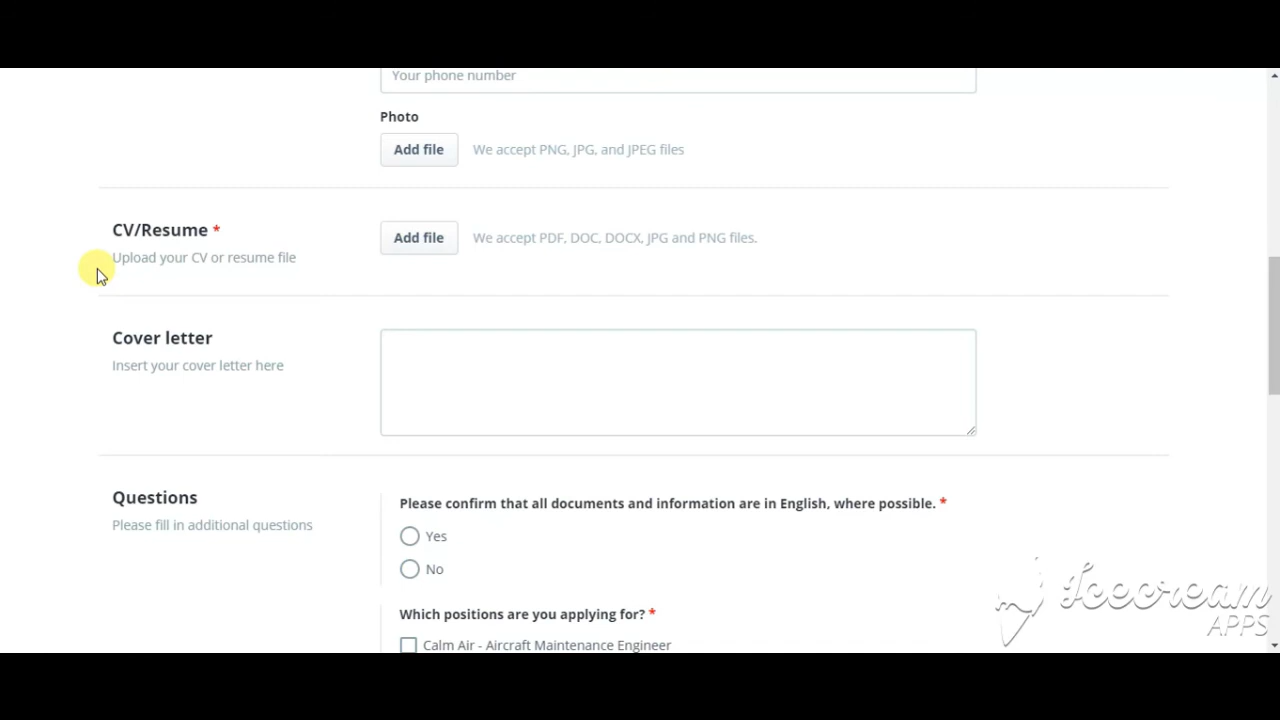 Your phone number
Photo
Add file We accept PNG, JPG, and JPEG files
CV/Resume *
Add file We accept PDF, DOC, DOCX, JPG and PNG files.
Upload your CV or resume file
Cover letter
Insert your cover letter here
Questions
Please fill in additional questions
Please confirm that all documents and information are in English, where possible. *
Yes
No
Which positions are you applying for? *
Calm Air - Aircraft Maintenance Engineer
Icecream
APPS